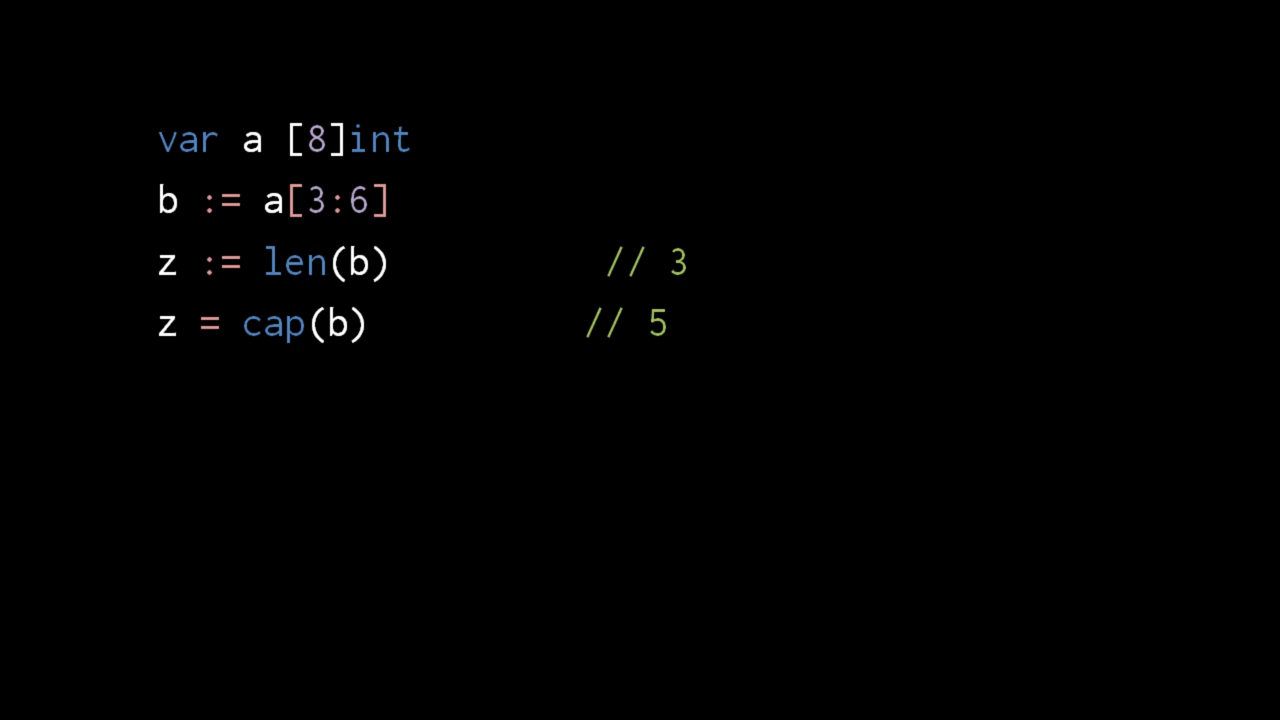 var a [8]int
b := a[3:6]
z := len(b) // 3
z = cap(b) // 5